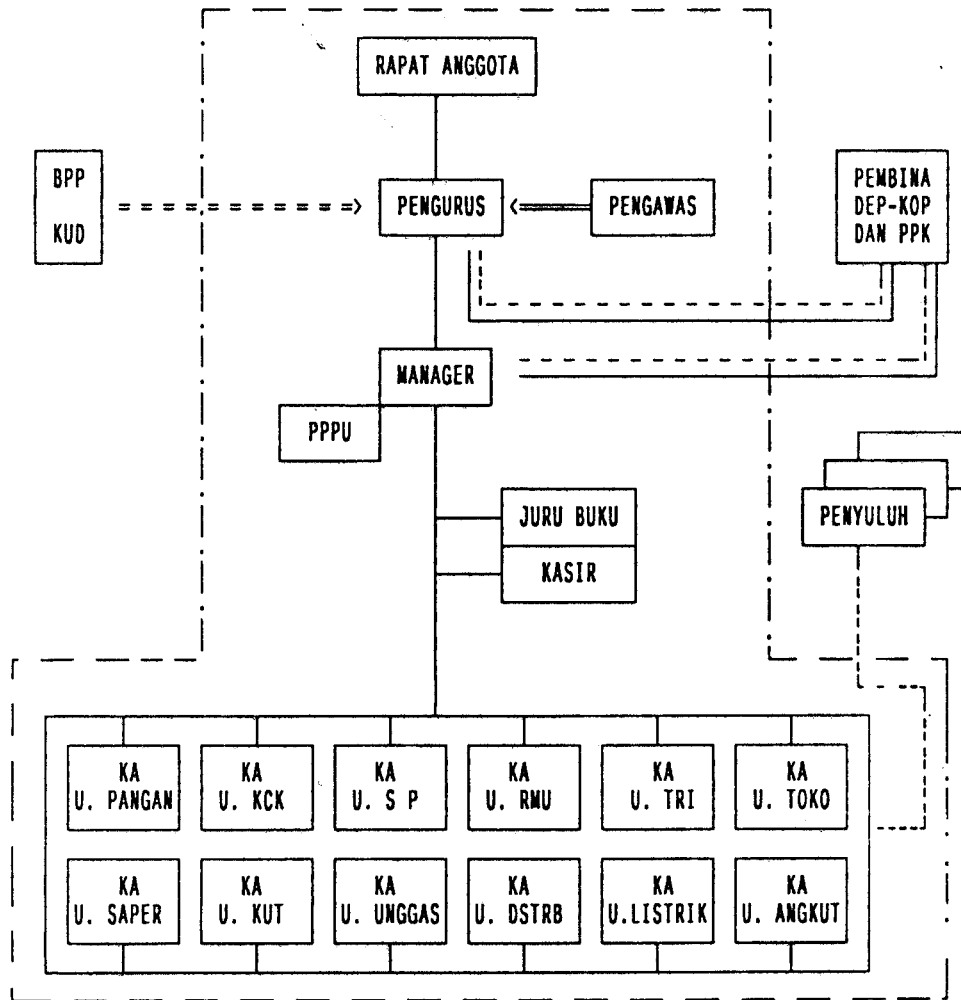 RAPAT ANGGOTA
BPP
KUD
PENGURUS
PENGAWAS
PEMBINA
DEP-KOP
DAN PPK
MANAGER
PPPU
JURU BUKU
KASIR
PENYULUH
KA
U. PANGAN
KA
U. KCK
KA
U. S P
KA
U. RMU
KA
U. TRI
KA
U. TOKO
KA
U. SAPER
KA
U. KUT
KA
U. UNGGAS
KA
U. DSTRB
KA
U.LISTRIK
KA
U. ANGKUT